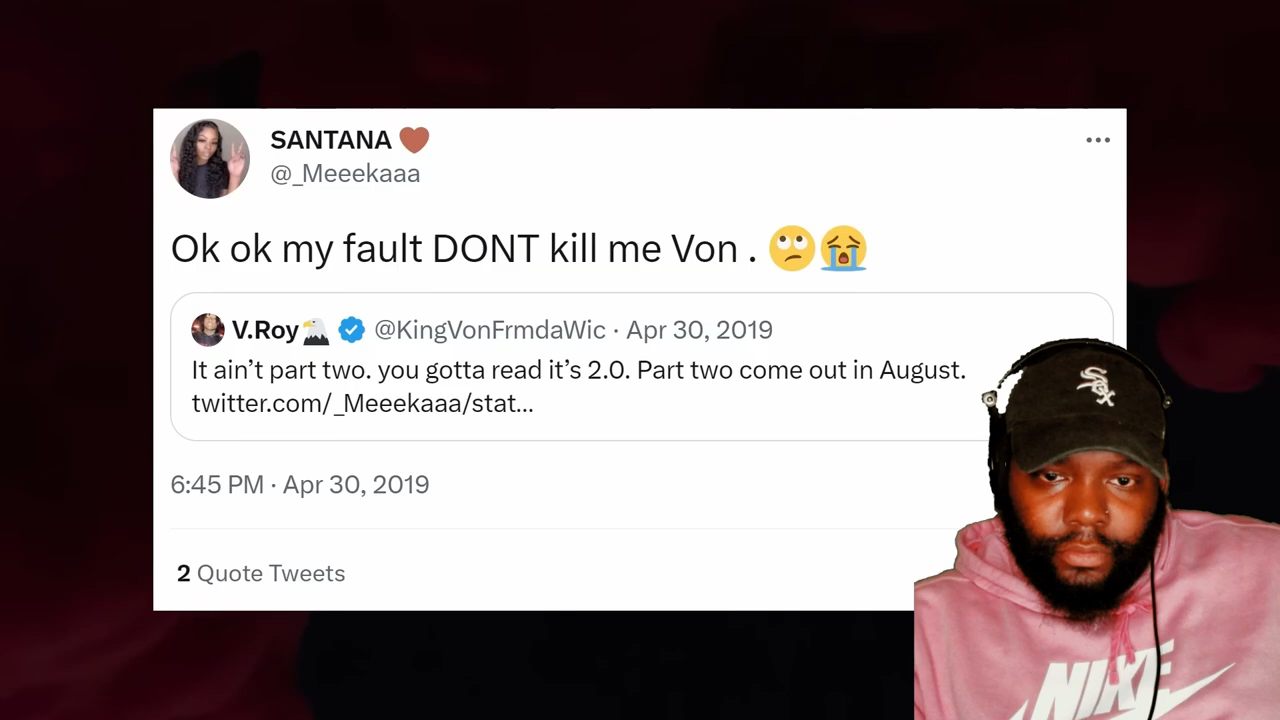 SANTANA 🤎
@_Meeekaaa
Ok ok my fault DONT kill me Von . 🙄😭
V.Roy🦅 @KingVonFrmdaWic · Apr 30, 2019
It ain’t part two. you gotta read it’s 2.0. Part two come out in August.
twitter.com/_Meeekaaa/stat…
6:45 PM · Apr 30, 2019
2 Quote Tweets
Sox
NIKE